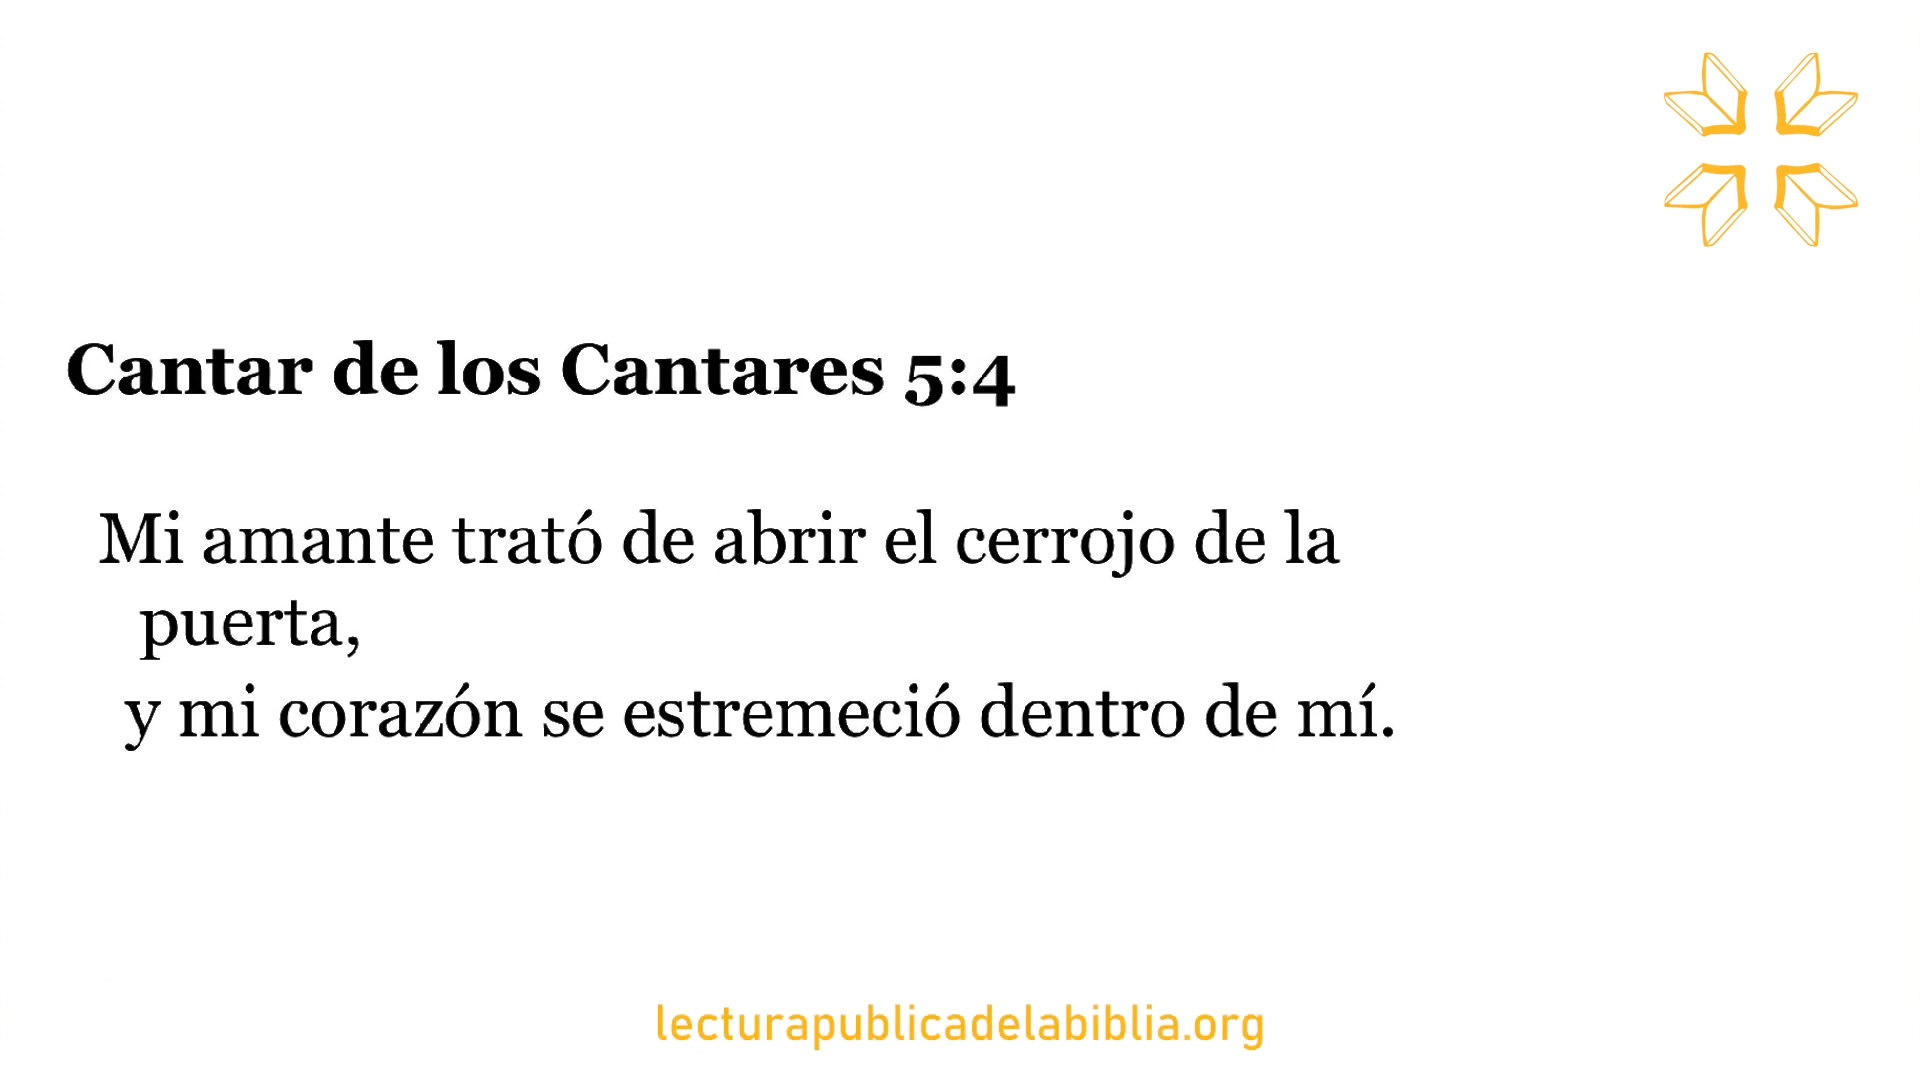 Cantar de los Cantares 5:4
Mi amante trató de abrir el cerrojo de la
puerta,
y mi corazón se estremeció dentro de mí.
lecturapublicadelabiblia.org